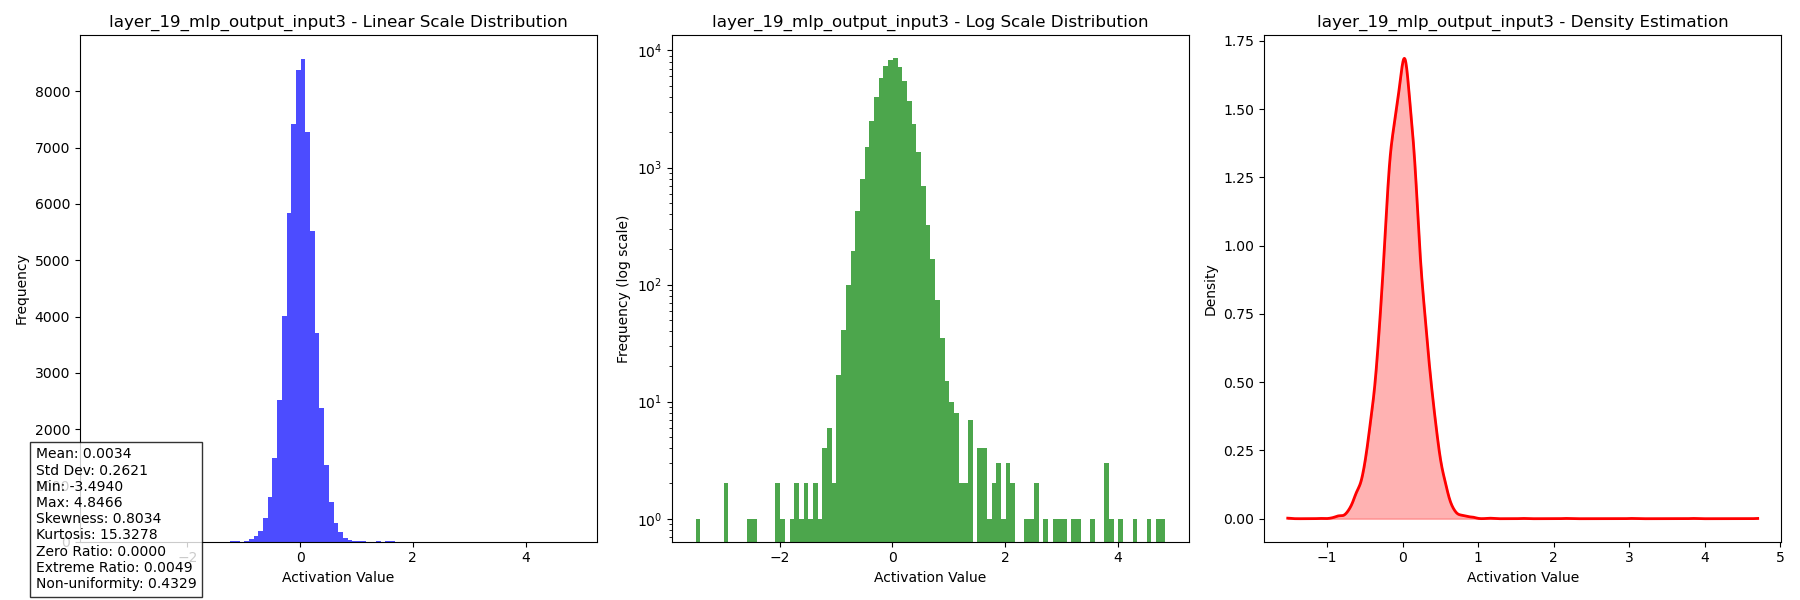 layer_19_mlp_output_input3 - Linear Scale Distribution
8000
7000
6000
5000
4000
3000
2000
0
−2
0
2
4
Frequency
Activation Value
Mean: 0.0034
Std Dev: 0.2621
Min: -3.4940
Max: 4.8466
Skewness: 0.8034
Kurtosis: 15.3278
Zero Ratio: 0.0000
Extreme Ratio: 0.0049
Non-uniformity: 0.4329
layer_19_mlp_output_input3 - Log Scale Distribution
10⁴
10³
10²
10¹
10⁰
−2
0
2
4
Frequency (log scale)
Activation Value
layer_19_mlp_output_input3 - Density Estimation
1.75
1.50
1.25
1.00
0.75
0.50
0.25
0.00
−1
0
1
2
3
4
5
Density
Activation Value